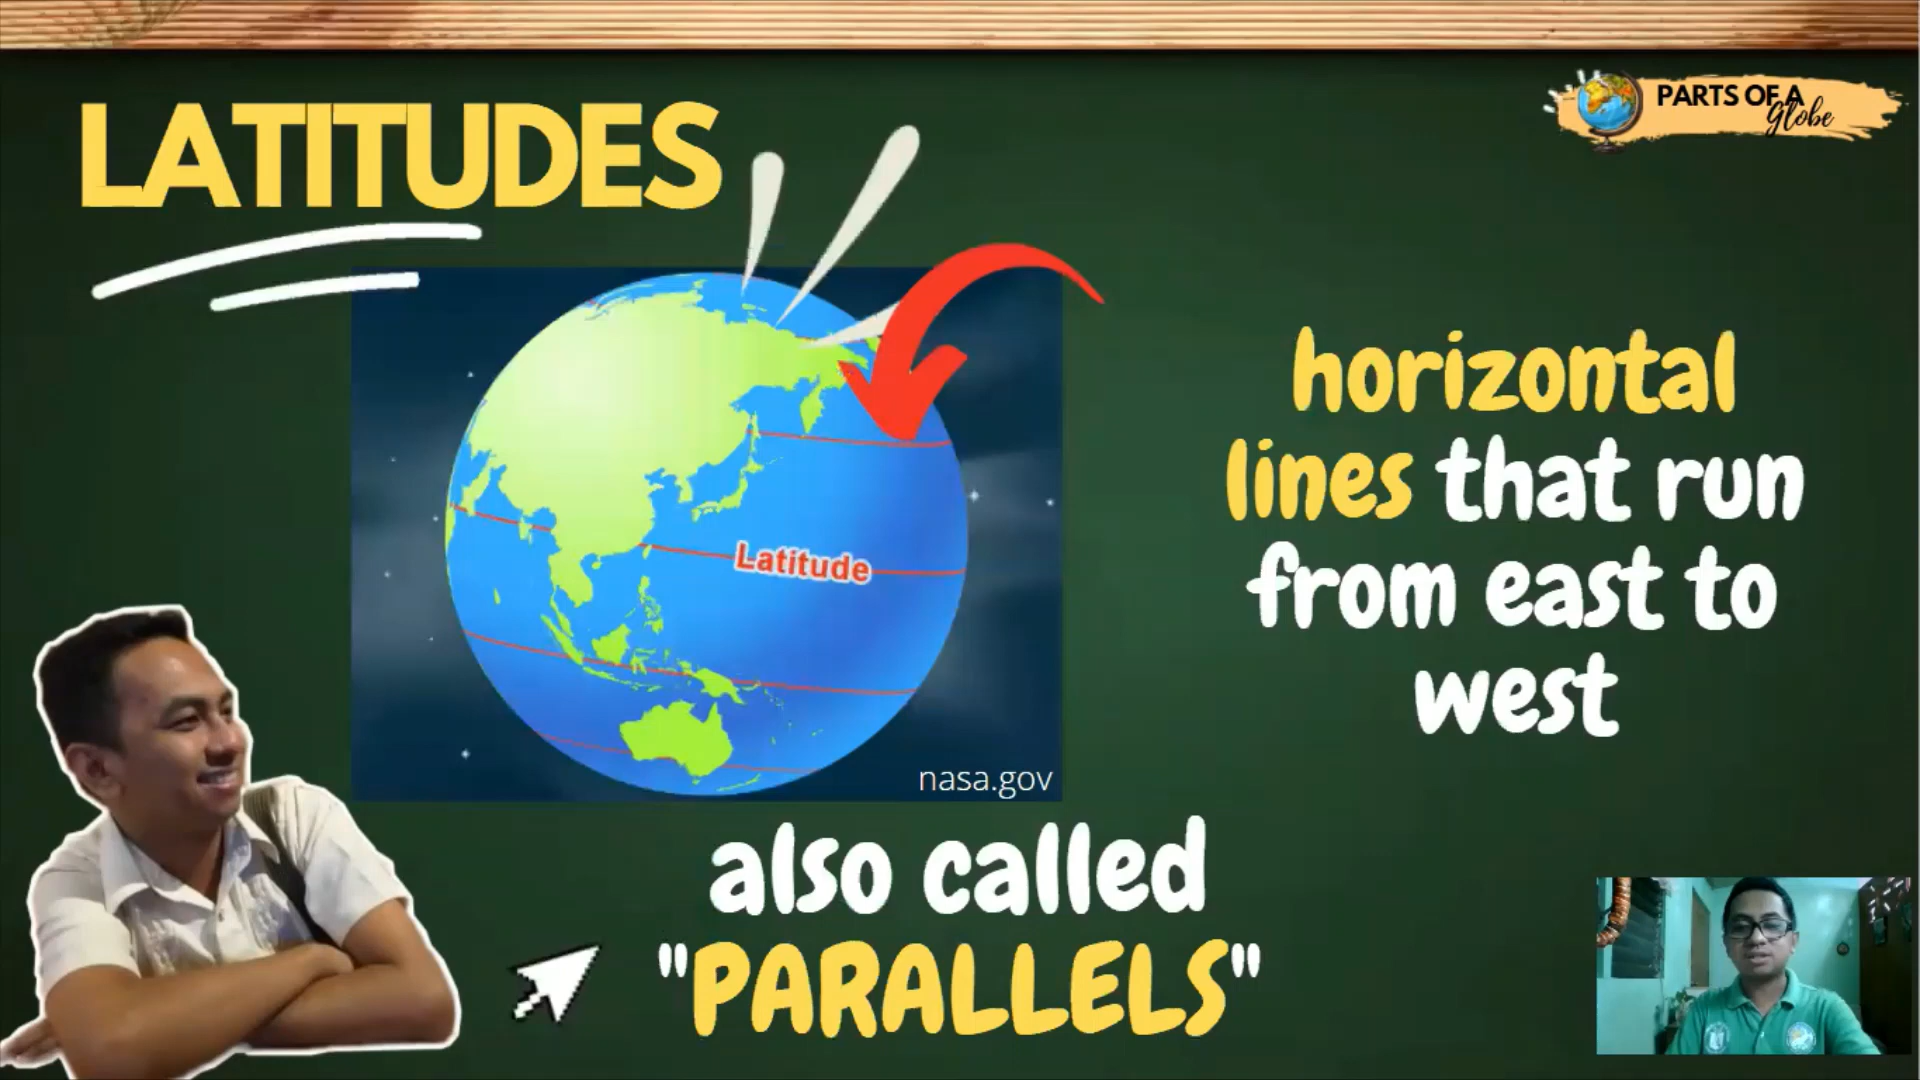 LATITUDES
PARTS OF A
Globe
Latitude
nasa.gov
horizontal
lines that run
from east to
west
also called
"PARALLELS"